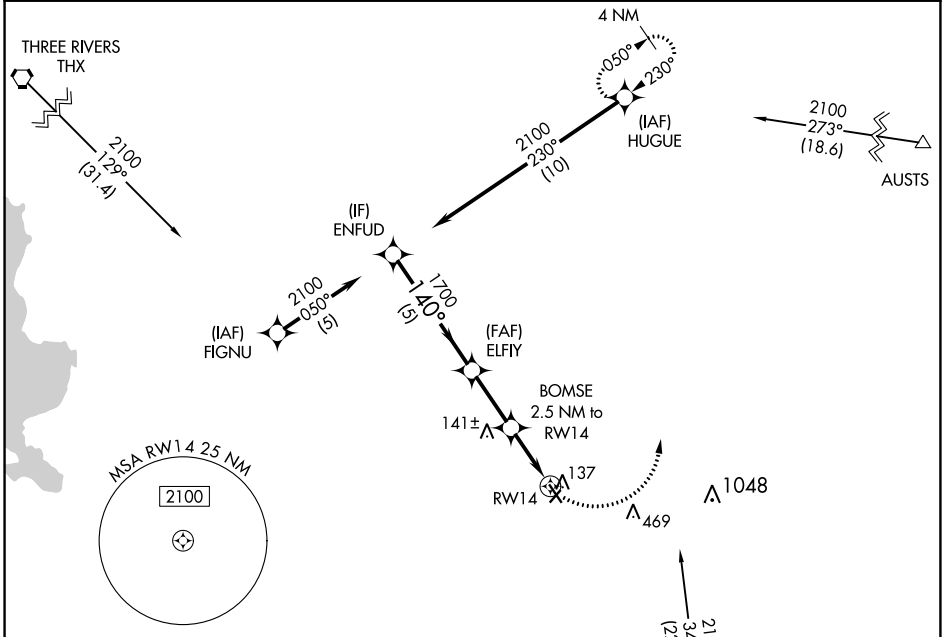 4 NM
THREE RIVERS
THX
050°
230°
(IAF)
HUGUE
2100
273°
(18.6)
AUSTS
2100
129°
(31.4)
2100
230°
(10)
(IF)
ENFUD
1700
140°
(5)
2100
050°
(5)
(IAF)
FIGNU
(FAF)
ELFIY
BOMSE
2.5 NM to
RW14
141±
MSA RW14 25 NM
2100
RW14
137
1048
469